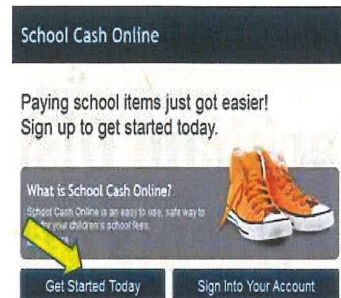 School Cash Online
Paying school items just got easier!
Sign up to get started today.
What is School Cash Online?
School Cash Online is an easy to use, safe way to
for your children's school fees.
Get Started Today
Sign Into Your Account